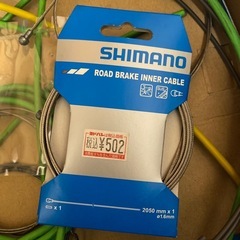 SHIMANO
ROAD BRAKE INNER CABLE
税込¥502
x 1
2050 mm x 1
ø1.6mm